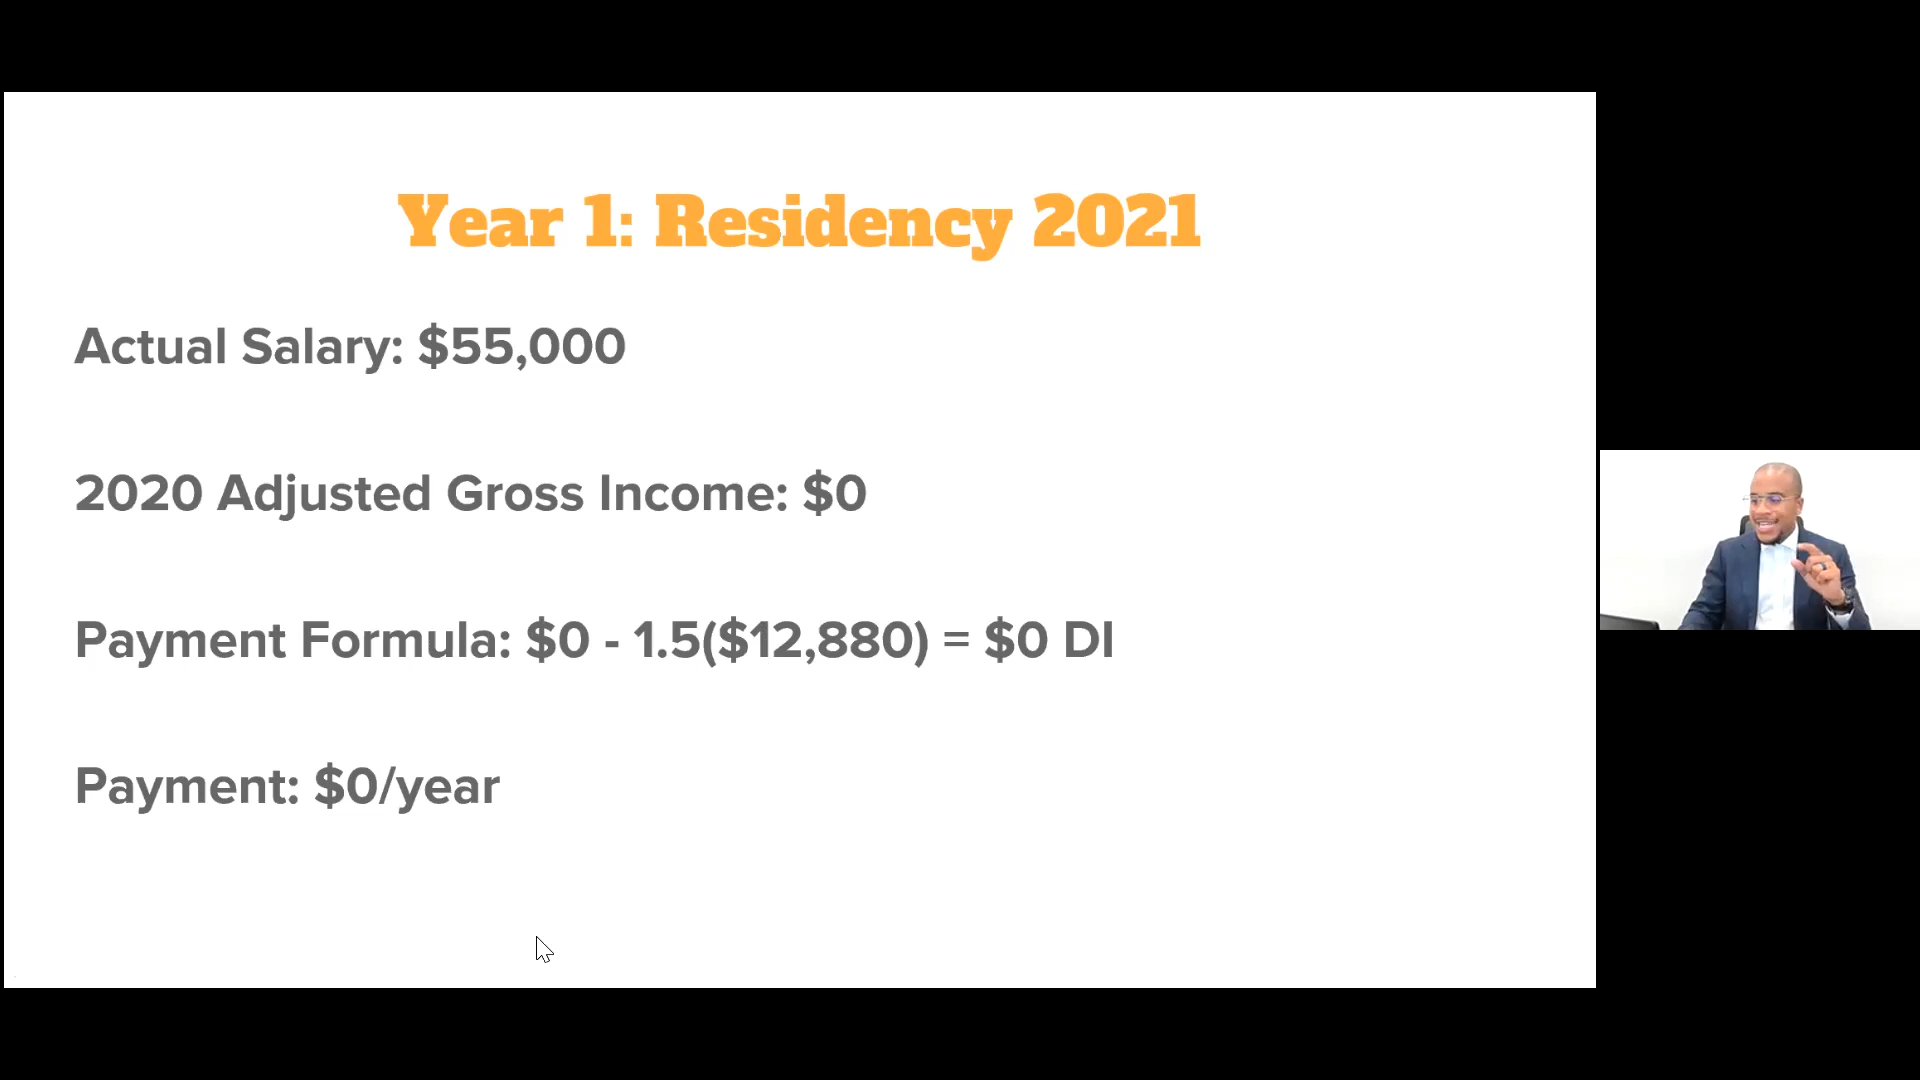 Year 1: Residency 2021
Actual Salary: $55,000
2020 Adjusted Gross Income: $0
Payment Formula: $0 - 1.5($12,880) = $0 DI
Payment: $0/year